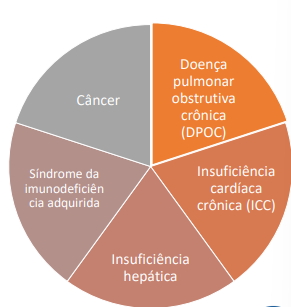 Doença
pulmonar
obstrutiva
crônica
(DPOC)
Câncer
Insuficiência
cardíaca
crônica (ICC)
Síndrome da
imunodeficiên
cia adquirida
Insuficiência
hepática